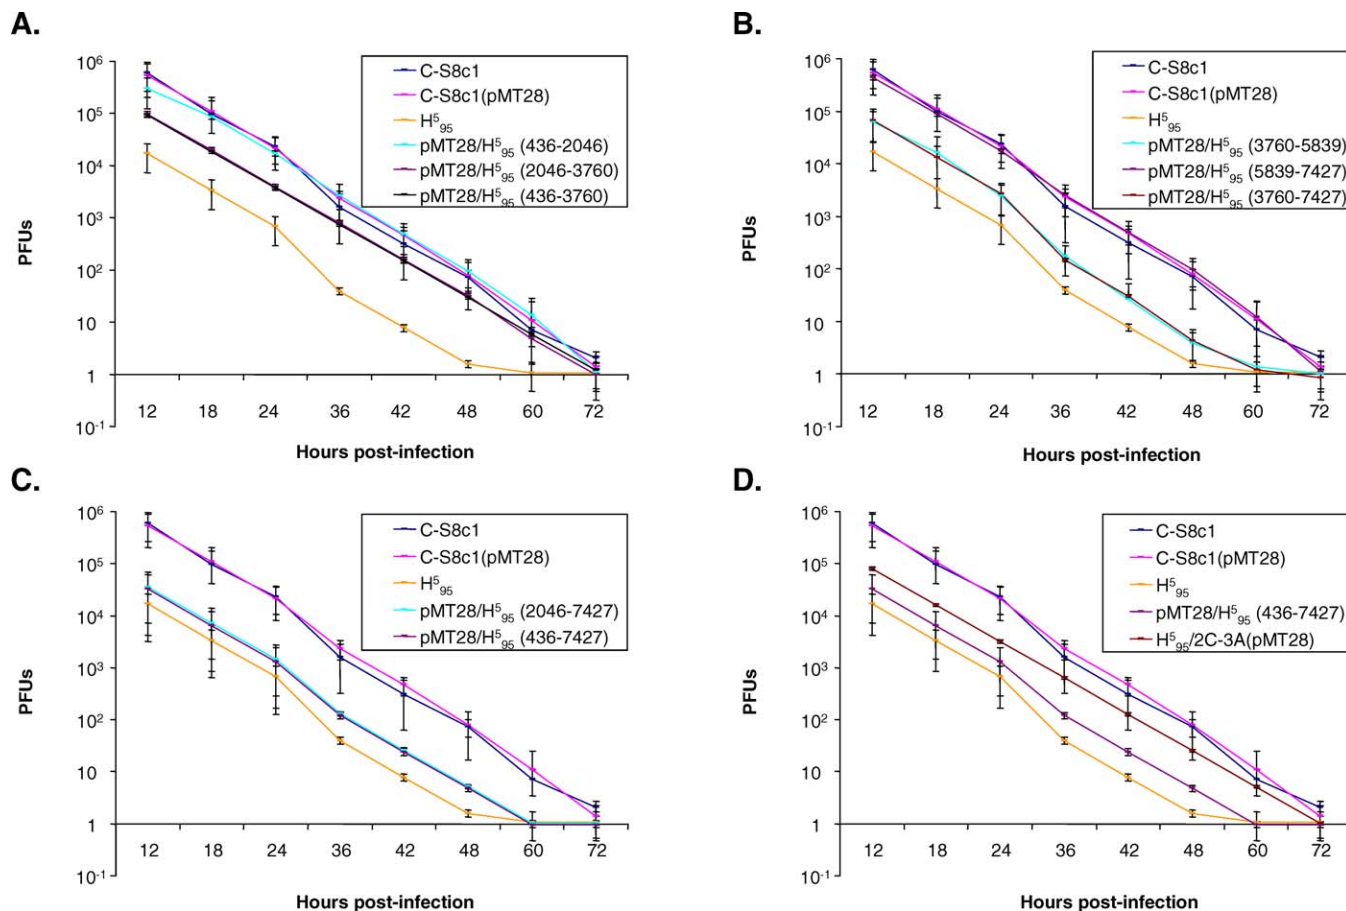 A.
10⁶
10⁵
10⁴
10³
10²
10
1
10⁻¹
PFUs
C-S8c1
C-S8c1(pMT28)
H⁵₉₅
pMT28/H⁵₉₅ (436-2046)
pMT28/H⁵₉₅ (2046-3760)
pMT28/H⁵₉₅ (436-3760)
12 18 24 36 42 48 60 72
Hours post-infection
B.
10⁶
10⁵
10⁴
10³
10²
10
1
10⁻¹
PFUs
C-S8c1
C-S8c1(pMT28)
H⁵₉₅
pMT28/H⁵₉₅ (3760-5839)
pMT28/H⁵₉₅ (5839-7427)
pMT28/H⁵₉₅ (3760-7427)
12 18 24 36 42 48 60 72
Hours post-infection
C.
10⁶
10⁵
10⁴
10³
10²
10
1
10⁻¹
PFUs
C-S8c1
C-S8c1(pMT28)
H⁵₉₅
pMT28/H⁵₉₅ (2046-7427)
pMT28/H⁵₉₅ (436-7427)
12 18 24 36 42 48 60 72
Hours post-infection
D.
10⁶
10⁵
10⁴
10³
10²
10
1
10⁻¹
PFUs
C-S8c1
C-S8c1(pMT28)
H⁵₉₅
pMT28/H⁵₉₅ (436-7427)
H⁵₉₅/2C-3A(pMT28)
12 18 24 36 42 48 60 72
Hours post-infection